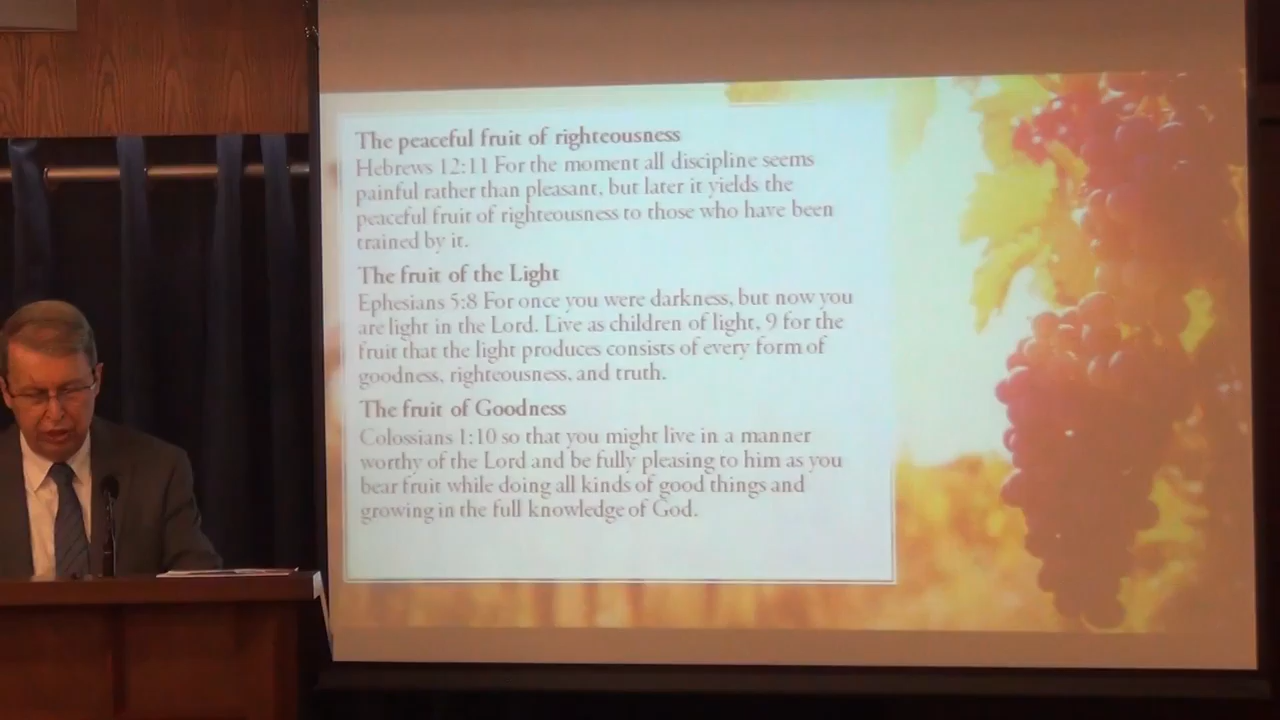 The peaceful fruit of righteousness
Hebrews 12:11 For the moment all discipline seems
painful rather than pleasant, but later it yields the
peaceful fruit of righteousness to those who have been
trained by it.
The fruit of the Light
Ephesians 5:8 For once you were darkness, but now you
are light in the Lord. Live as children of light, 9 for the
fruit that the light produces consists of every form of
goodness, righteousness, and truth.
The fruit of Goodness
Colossians 1:10 so that you might live in a manner
worthy of the Lord and be fully pleasing to him as you
bear fruit while doing all kinds of good things and
growing in the full knowledge of God.